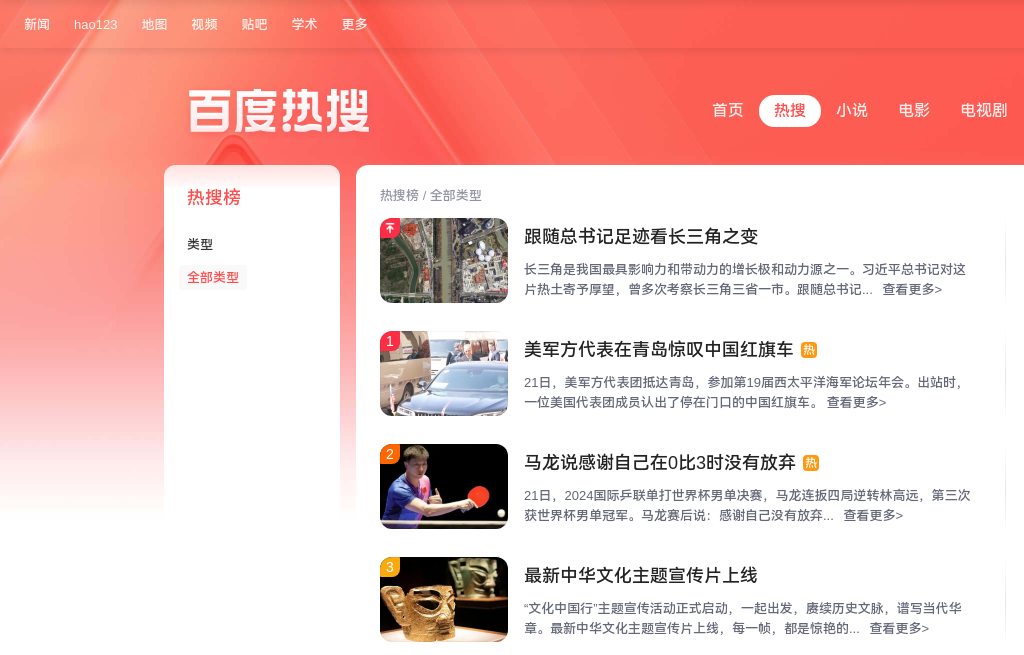 新闻 hao123 地图 视频 贴吧 学术 更多
百度热搜
首页 热搜 小说 电影 电视剧
热搜榜
类型
全部类型
热搜榜 / 全部类型
跟随总书记足迹看长三角之变
长三角是我国最具影响力和带动力的增长极和动力源之一。习近平总书记对这
片热土寄予厚望，曾多次考察长三角三省一市。跟随总书记... 查看更多>
1
美军方代表在青岛惊叹中国红旗车 热
21日，美军方代表团抵达青岛，参加第19届西太平洋海军论坛年会。出站时，
一位美国代表团成员认出了停在门口的中国红旗车。 查看更多>
2
马龙说感谢自己在0比3时没有放弃 热
21日，2024国际乒联单打世界杯男单决赛，马龙连扳四局逆转林高远，第三次
获世界杯男单冠军。马龙赛后说：感谢自己没有放弃... 查看更多>
3
最新中华文化主题宣传片上线
“文化中国行”主题宣传活动正式启动，一起出发，赓续历史文脉，谱写当代华
章。最新中华文化主题宣传片上线，每一帧，都是惊艳的... 查看更多>